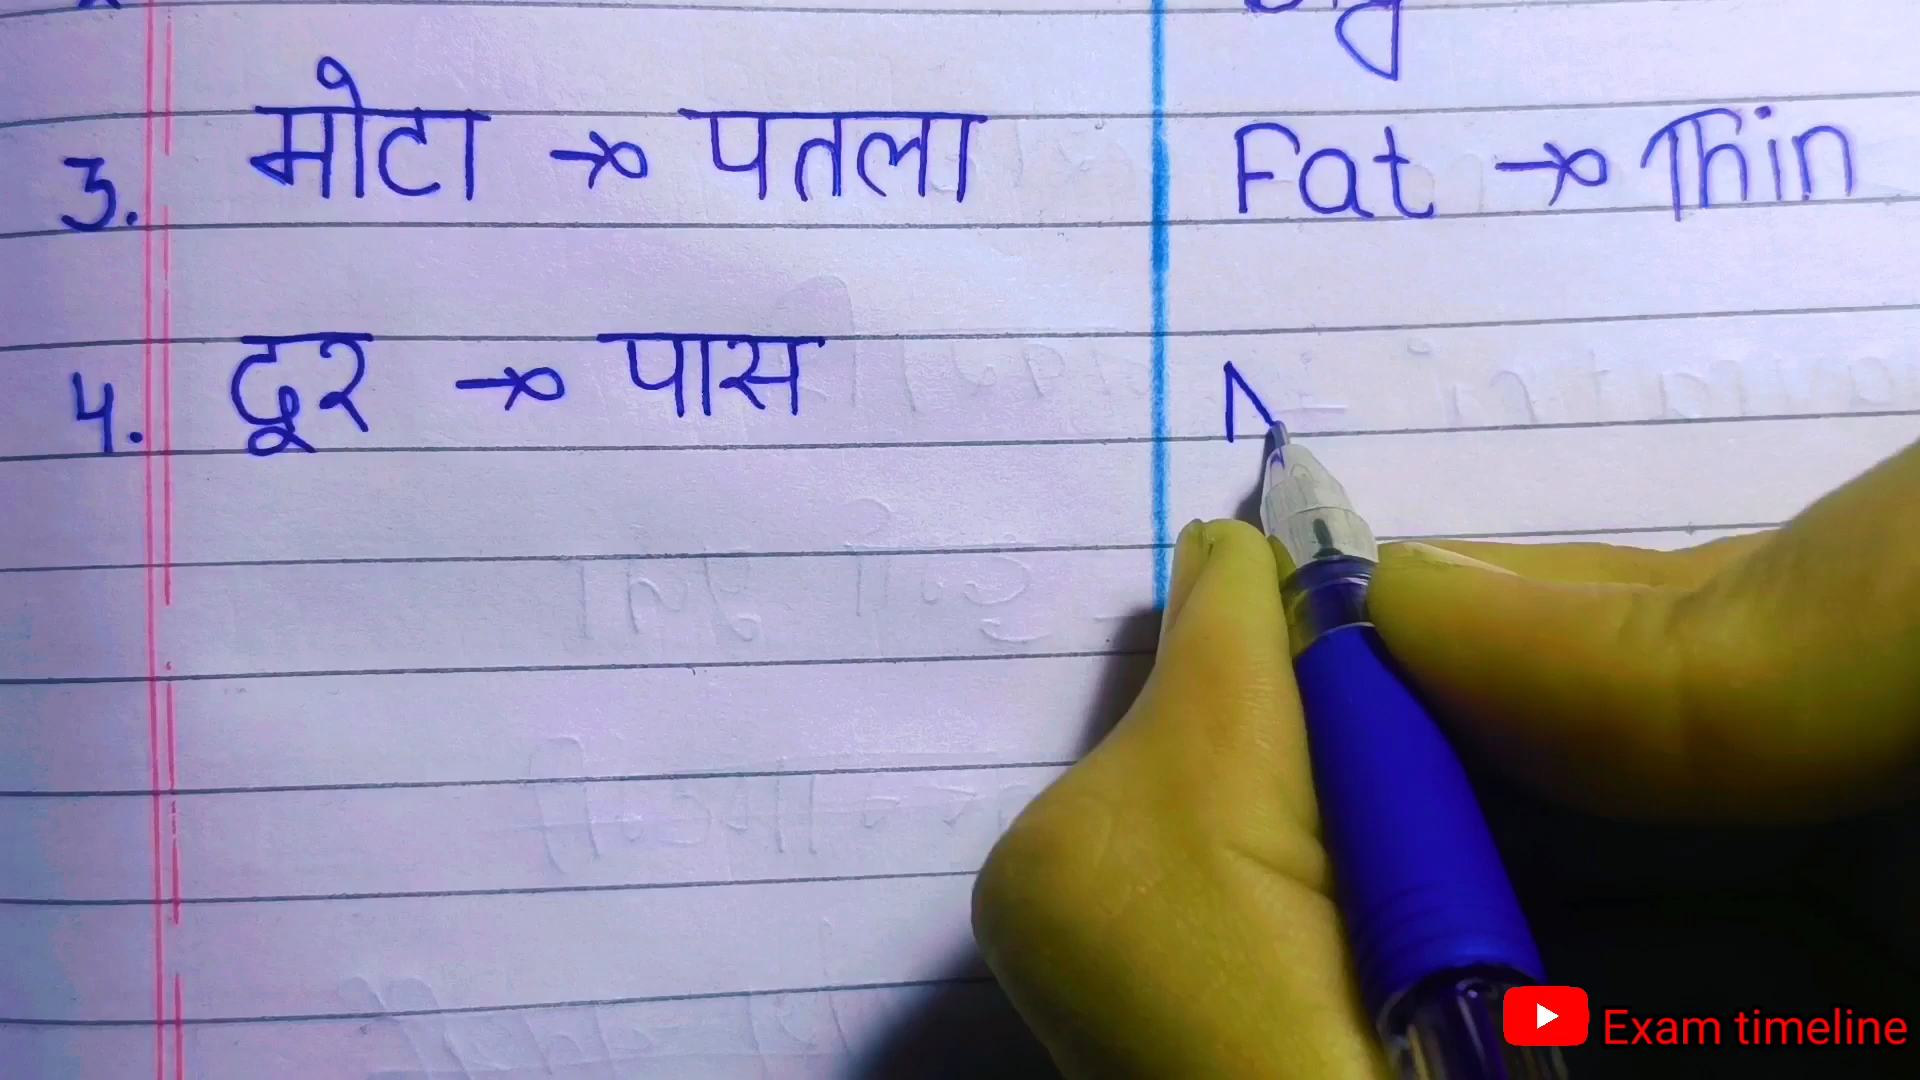 3. मोटा → पतला Fat → Thin
4. दूर → पास
Exam timeline